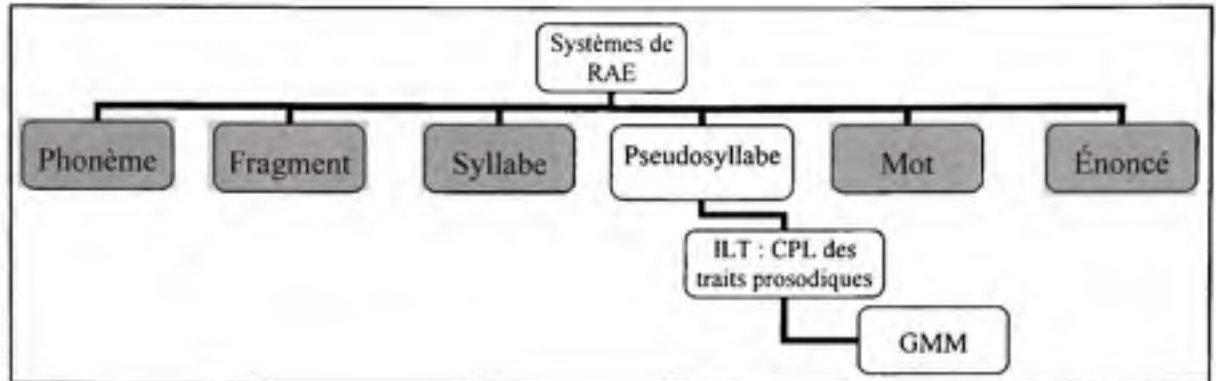 Systèmes de
RAE
Phonème
Fragment
Syllabe
Pseudosyllabe
Mot
Énoncé
ILT : CPL des
traits prosodiques
GMM